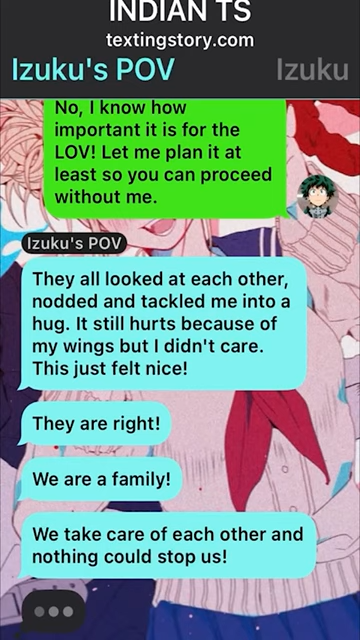 INDIAN TS
textingstory.com
Izuku's POV
Izuku
No, I know how
important it is for the
LOV! Let me plan it at
least so you can proceed
without me.
Izuku's POV
They all looked at each other,
nodded and tackled me into a
hug. It still hurts because of
my wings but I didn't care.
This just felt nice!
They are right!
We are a family!
We take care of each other and
nothing could stop us!